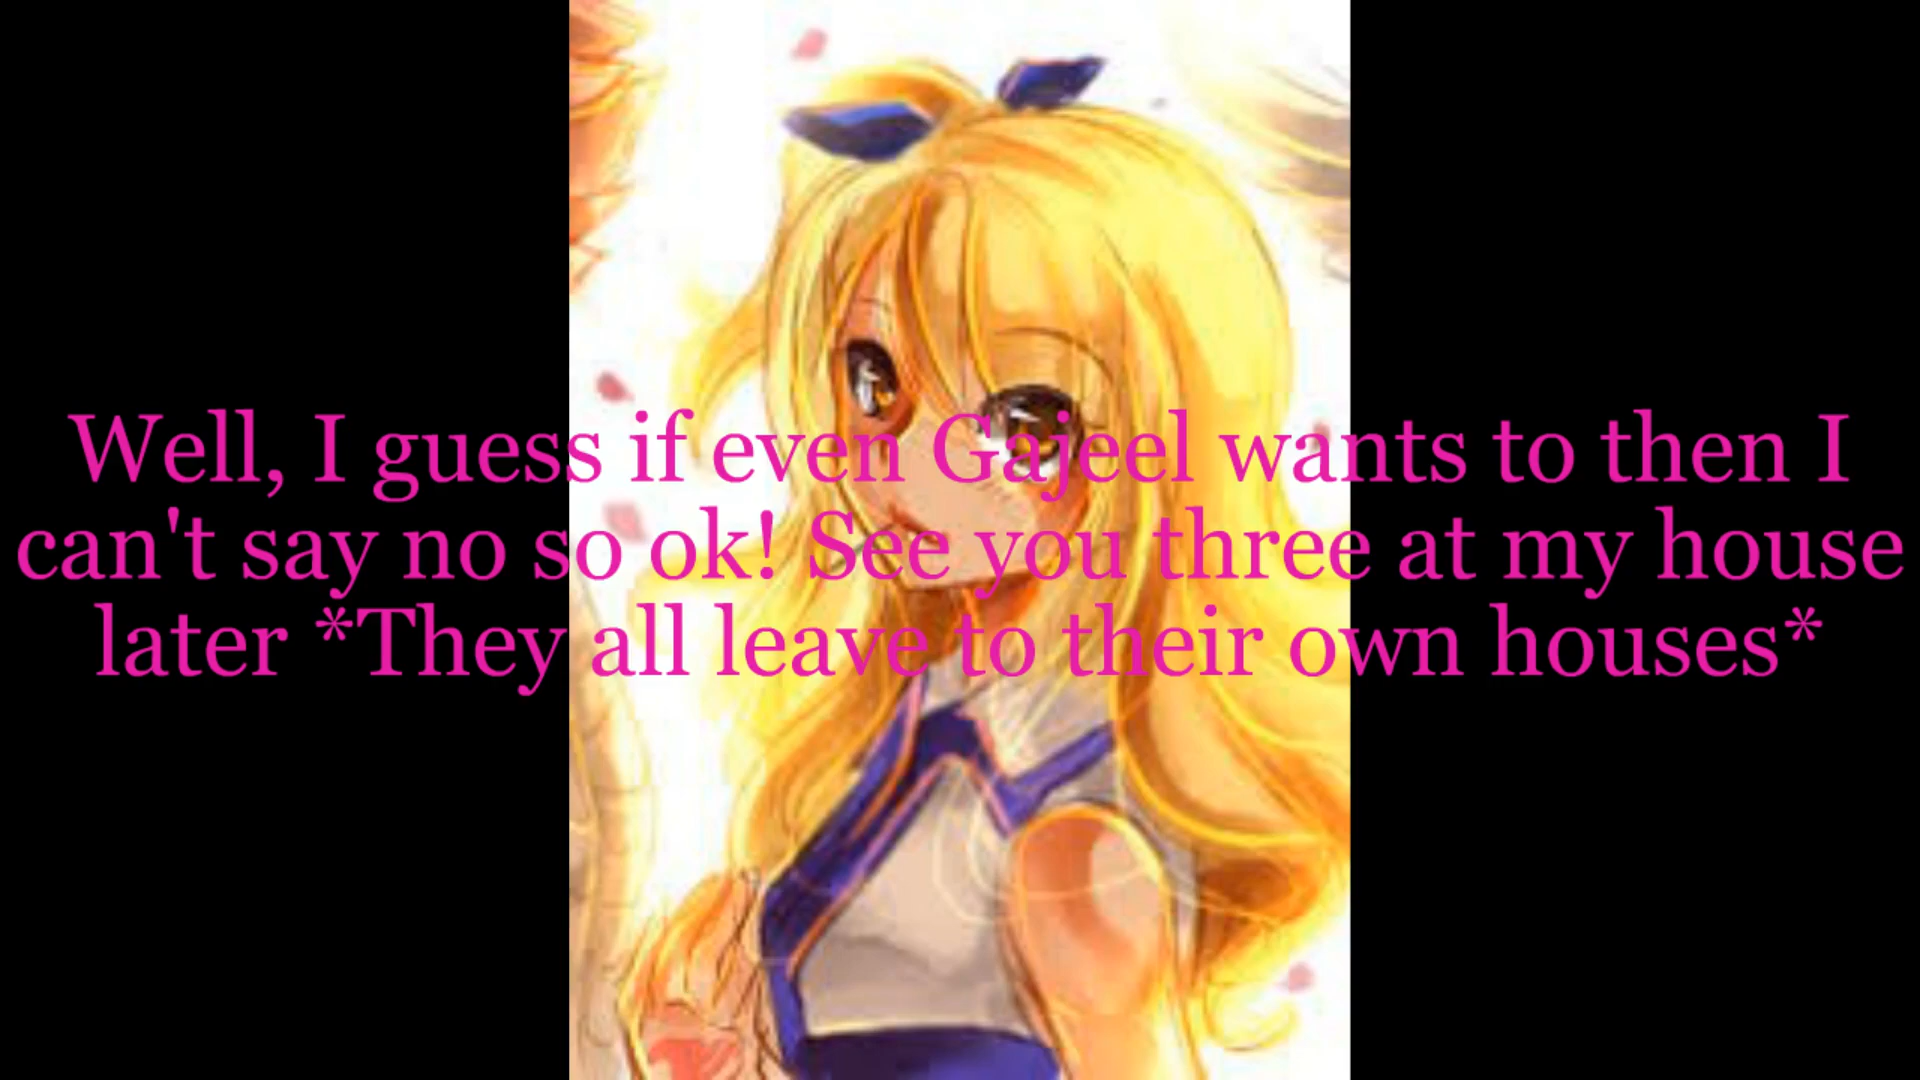 Well, I guess if even Gajeel wants to then I
can't say no so ok! See you three at my house
later *They all leave to their own houses*